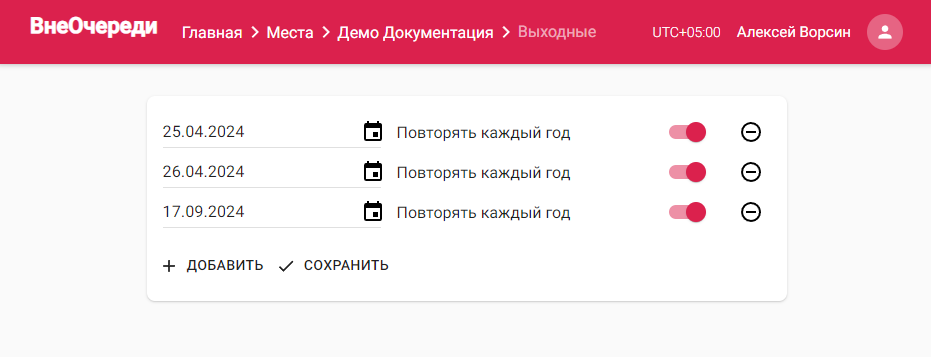 ВнеОчереди Главная Места Демо Документация Выходные UTC+05:00 Алексей Ворсин
25.04.2024 Повторять каждый год
26.04.2024 Повторять каждый год
17.09.2024 Повторять каждый год
ДОБАВИТЬ СОХРАНИТЬ